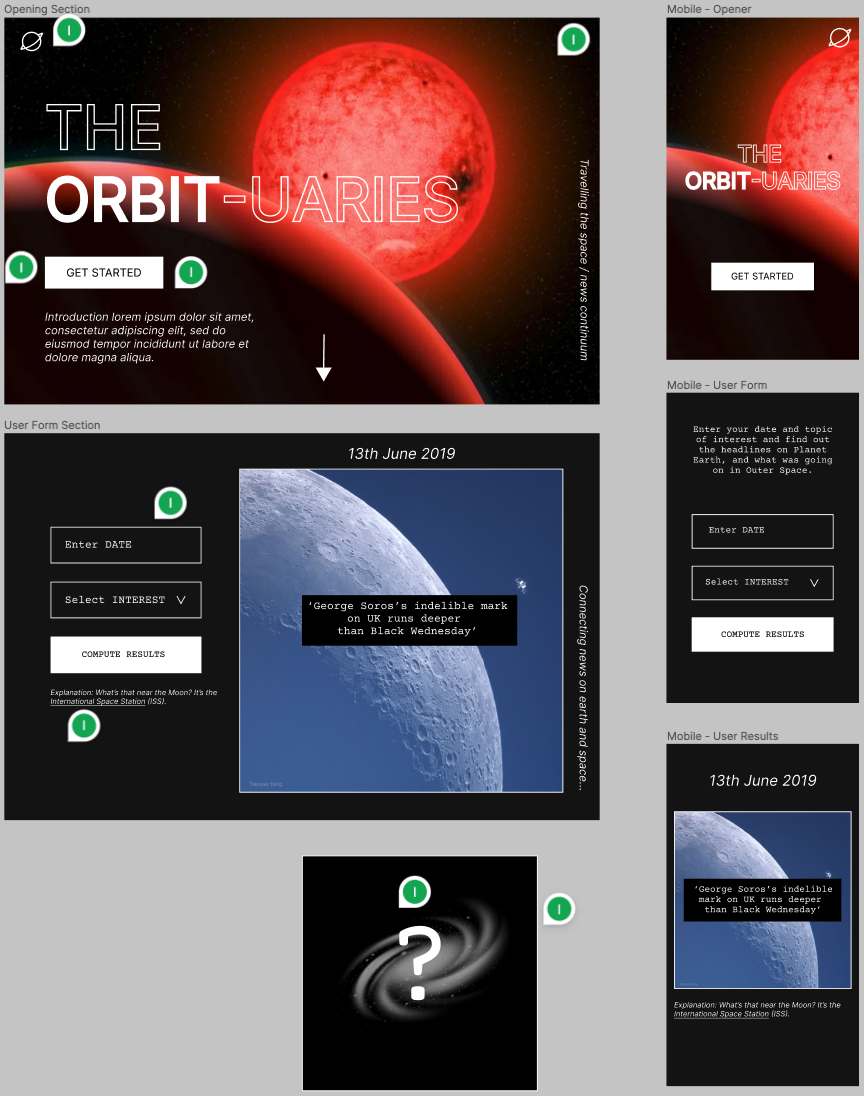 Opening Section
I
I
THE
ORBIT-UARIES
Travelling the space / news continuum
I
GET STARTED
I
Introduction lorem ipsum dolor sit amet,
consectetur adipiscing elit, sed do
eiusmod tempor incididunt ut labore et
dolore magna aliqua.
User Form Section
13th June 2019
I
Enter DATE
Select INTEREST
COMPUTE RESULTS
Explanation: What's that near the Moon? It's the
International Space Station (ISS).
I
‘George Soros’s indelible mark
on UK runs deeper
than Black Wednesday’
Connecting news on earth and space...
Tianyao Yang
I
?
I
Mobile - Opener
THE
ORBIT-UARIES
GET STARTED
Mobile - User Form
Enter your date and topic
of interest and find out
the headlines on Planet
Earth, and what was going
on in Outer Space.
Enter DATE
Select INTEREST
COMPUTE RESULTS
Mobile - User Results
13th June 2019
‘George Soros’s indelible
mark on UK runs deeper
than Black Wednesday’
Explanation: What's that near the Moon? It's the
International Space Station (ISS).